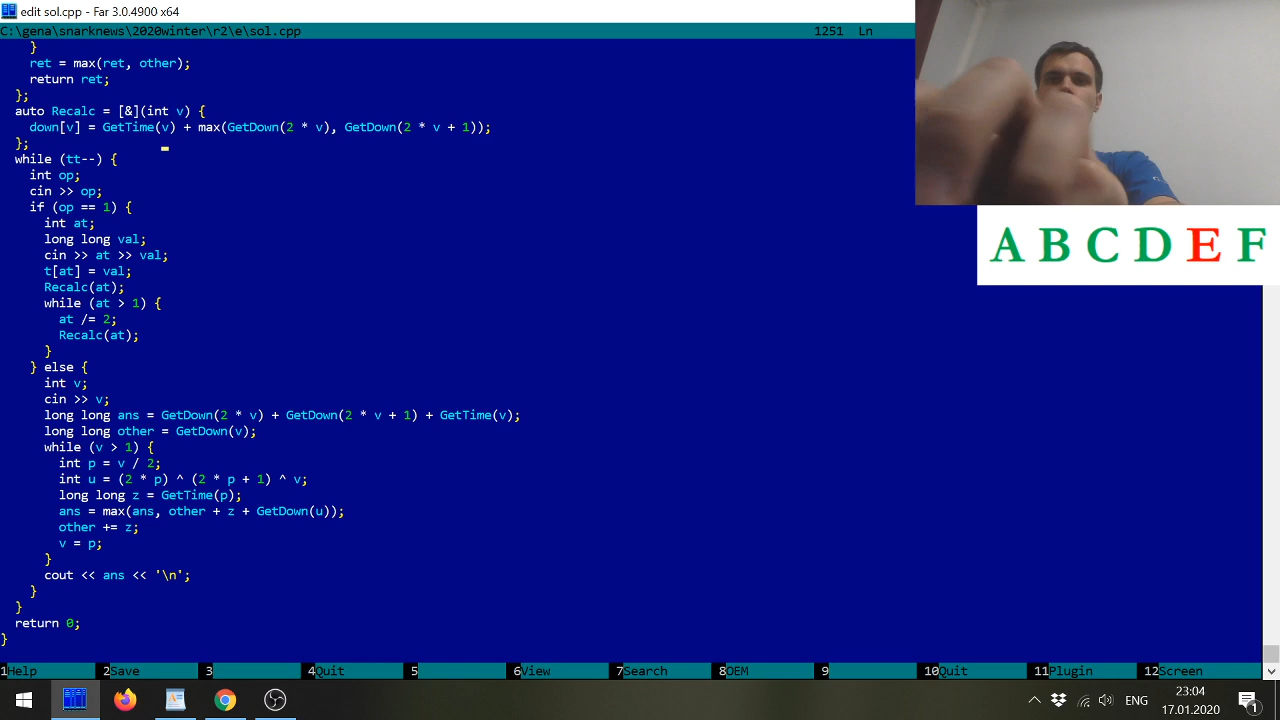 edit sol.cpp - Far 3.0.4900 x64
C:\gena\snarknews\2020winter\r2\e\sol.cpp 1251 Ln
}
ret = max(ret, other);
return ret;
};
auto Recalc = [&](int v) {
down[v] = GetTime(v) + max(GetDown(2 * v), GetDown(2 * v + 1));
};
while (tt--) {
int op;
cin >> op;
if (op == 1) {
int at;
long long val;
cin >> at >> val;
t[at] = val;
Recalc(at);
while (at > 1) {
at /= 2;
Recalc(at);
}
} else {
int v;
cin >> v;
long long ans = GetDown(2 * v) + GetDown(2 * v + 1) + GetTime(v);
long long other = GetDown(v);
while (v > 1) {
int p = v / 2;
int u = (2 * p) ^ (2 * p + 1) ^ v;
long long z = GetTime(p);
ans = max(ans, other + z + GetDown(u));
other += z;
v = p;
}
cout << ans << '\n';
}
}
return 0;
}
A B C D E F
1Help 2Save 3 4Quit 5 6View 7Search 8OEM 9 10Quit 11Plugin 12Screen
ENG 23:04
17.01.2020
1